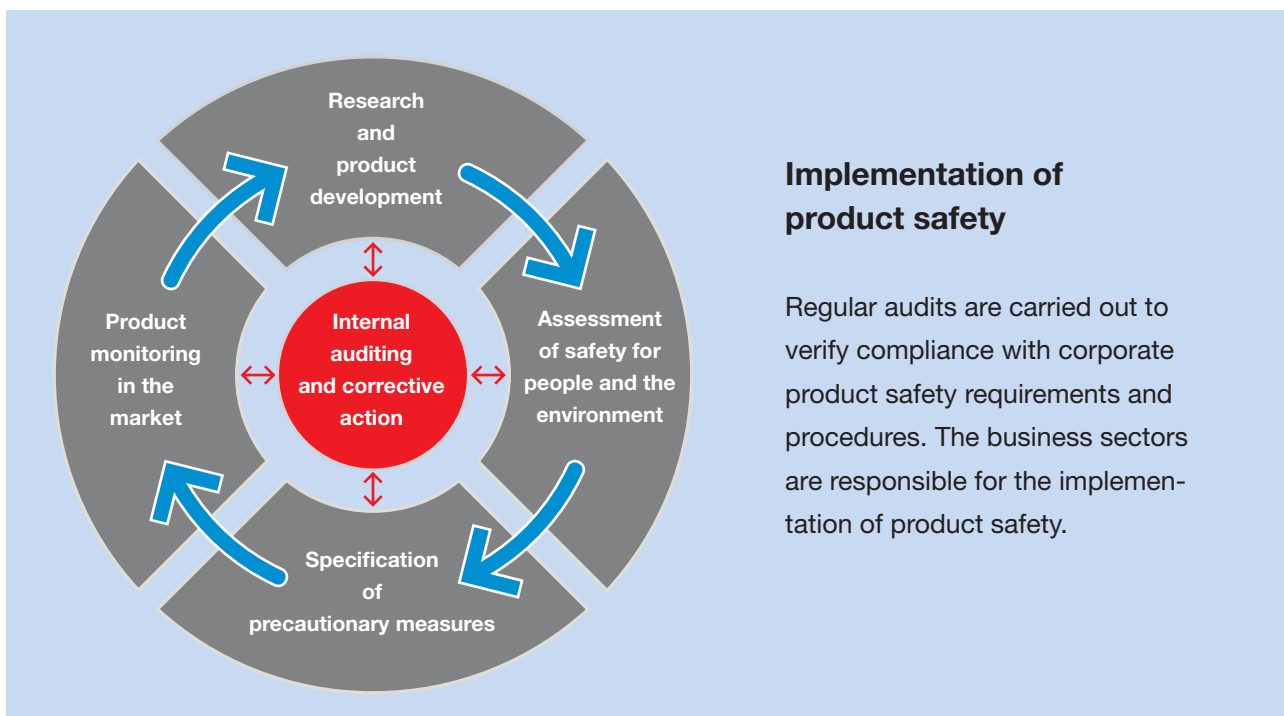 Research
and
product
development
Product
monitoring
in the
market
Internal
auditing
and corrective
action
Assessment
of safety for
people and the
environment
Specification
of
precautionary measures
Implementation of
product safety
Regular audits are carried out to
verify compliance with corporate
product safety requirements and
procedures. The business sectors
are responsible for the implemen-
tation of product safety.